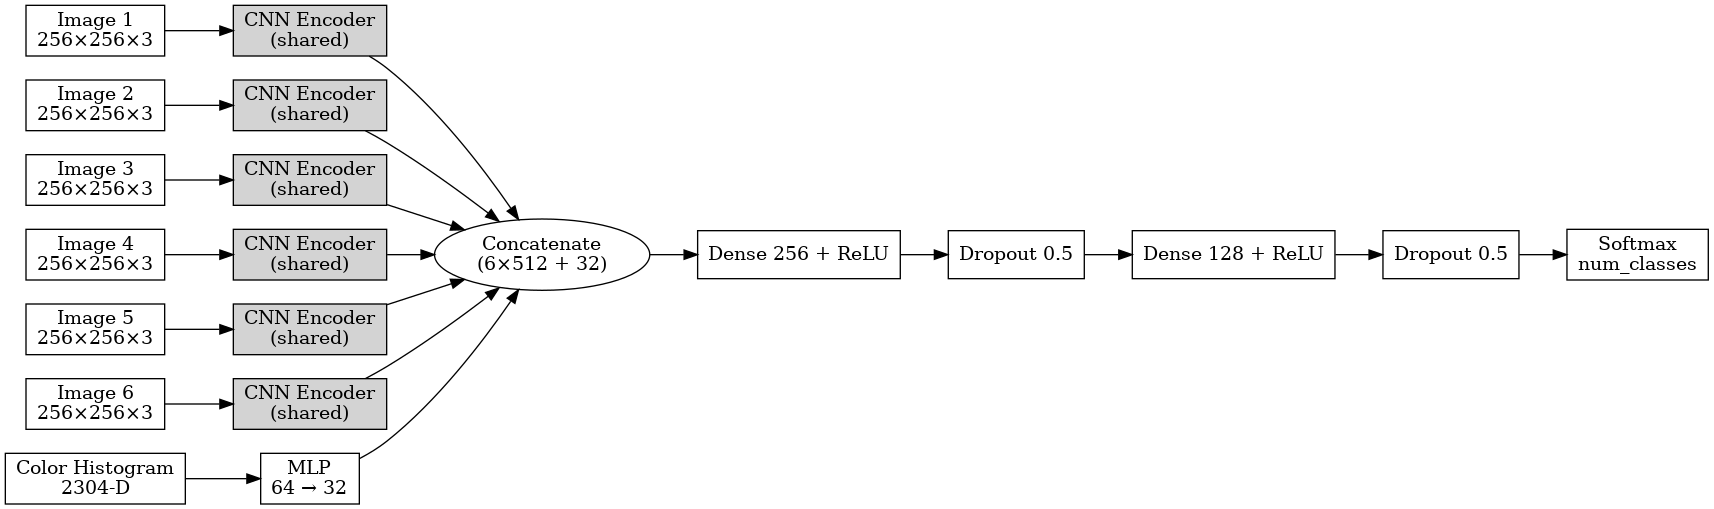 Image 1
256×256×3
CNN Encoder
(shared)
Image 2
256×256×3
CNN Encoder
(shared)
Image 3
256×256×3
CNN Encoder
(shared)
Image 4
256×256×3
CNN Encoder
(shared)
Image 5
256×256×3
CNN Encoder
(shared)
Image 6
256×256×3
CNN Encoder
(shared)
Color Histogram
2304-D
MLP
64 → 32
Concatenate
(6×512 + 32)
Dense 256 + ReLU
Dropout 0.5
Dense 128 + ReLU
Dropout 0.5
Softmax
num_classes